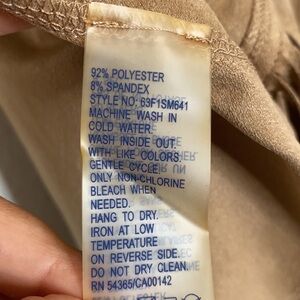 92% POLYESTER
8% SPANDEX
STYLE NO: 63F1SM641
MACHINE WASH IN
COLD WATER.
WASH INSIDE OUT
WITH LIKE COLORS.
GENTLE CYCLE
ONLY NON-CHLORINE
BLEACH WHEN
NEEDED.
HANG TO DRY.
IRON AT LOW
TEMPERATURE
ON REVERSE SIDE.
DO NOT DRY CLEAN.
RN 54365/CA00142